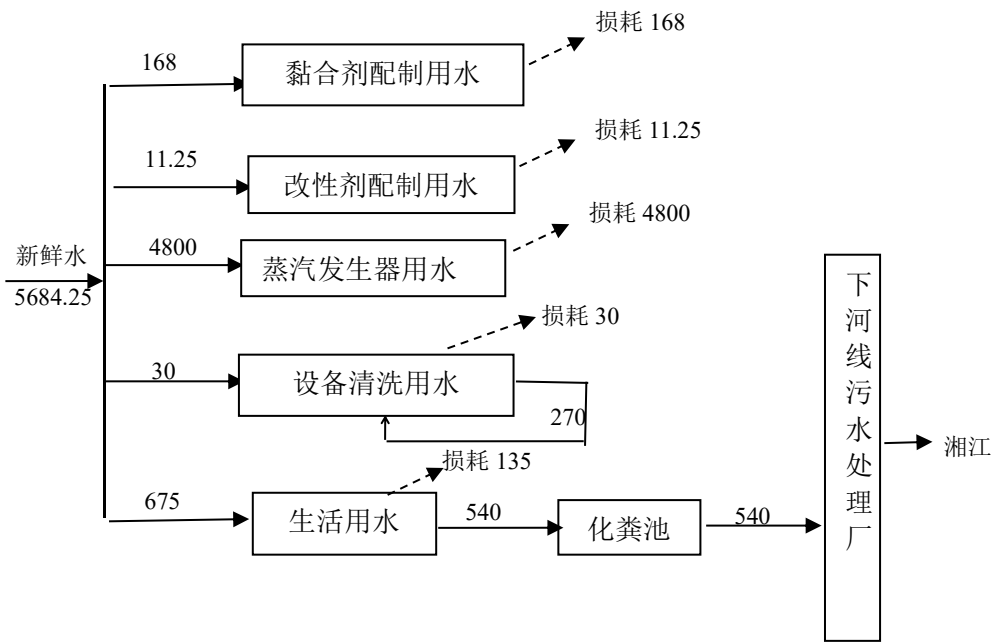 损耗 168
168
黏合剂配制用水
损耗 11.25
11.25
改性剂配制用水
损耗 4800
4800
蒸汽发生器用水
新鲜水
5684.25
损耗 30
30
设备清洗用水
270
损耗 135
675
生活用水
540
化粪池
540
下河线污水处理厂
湘江